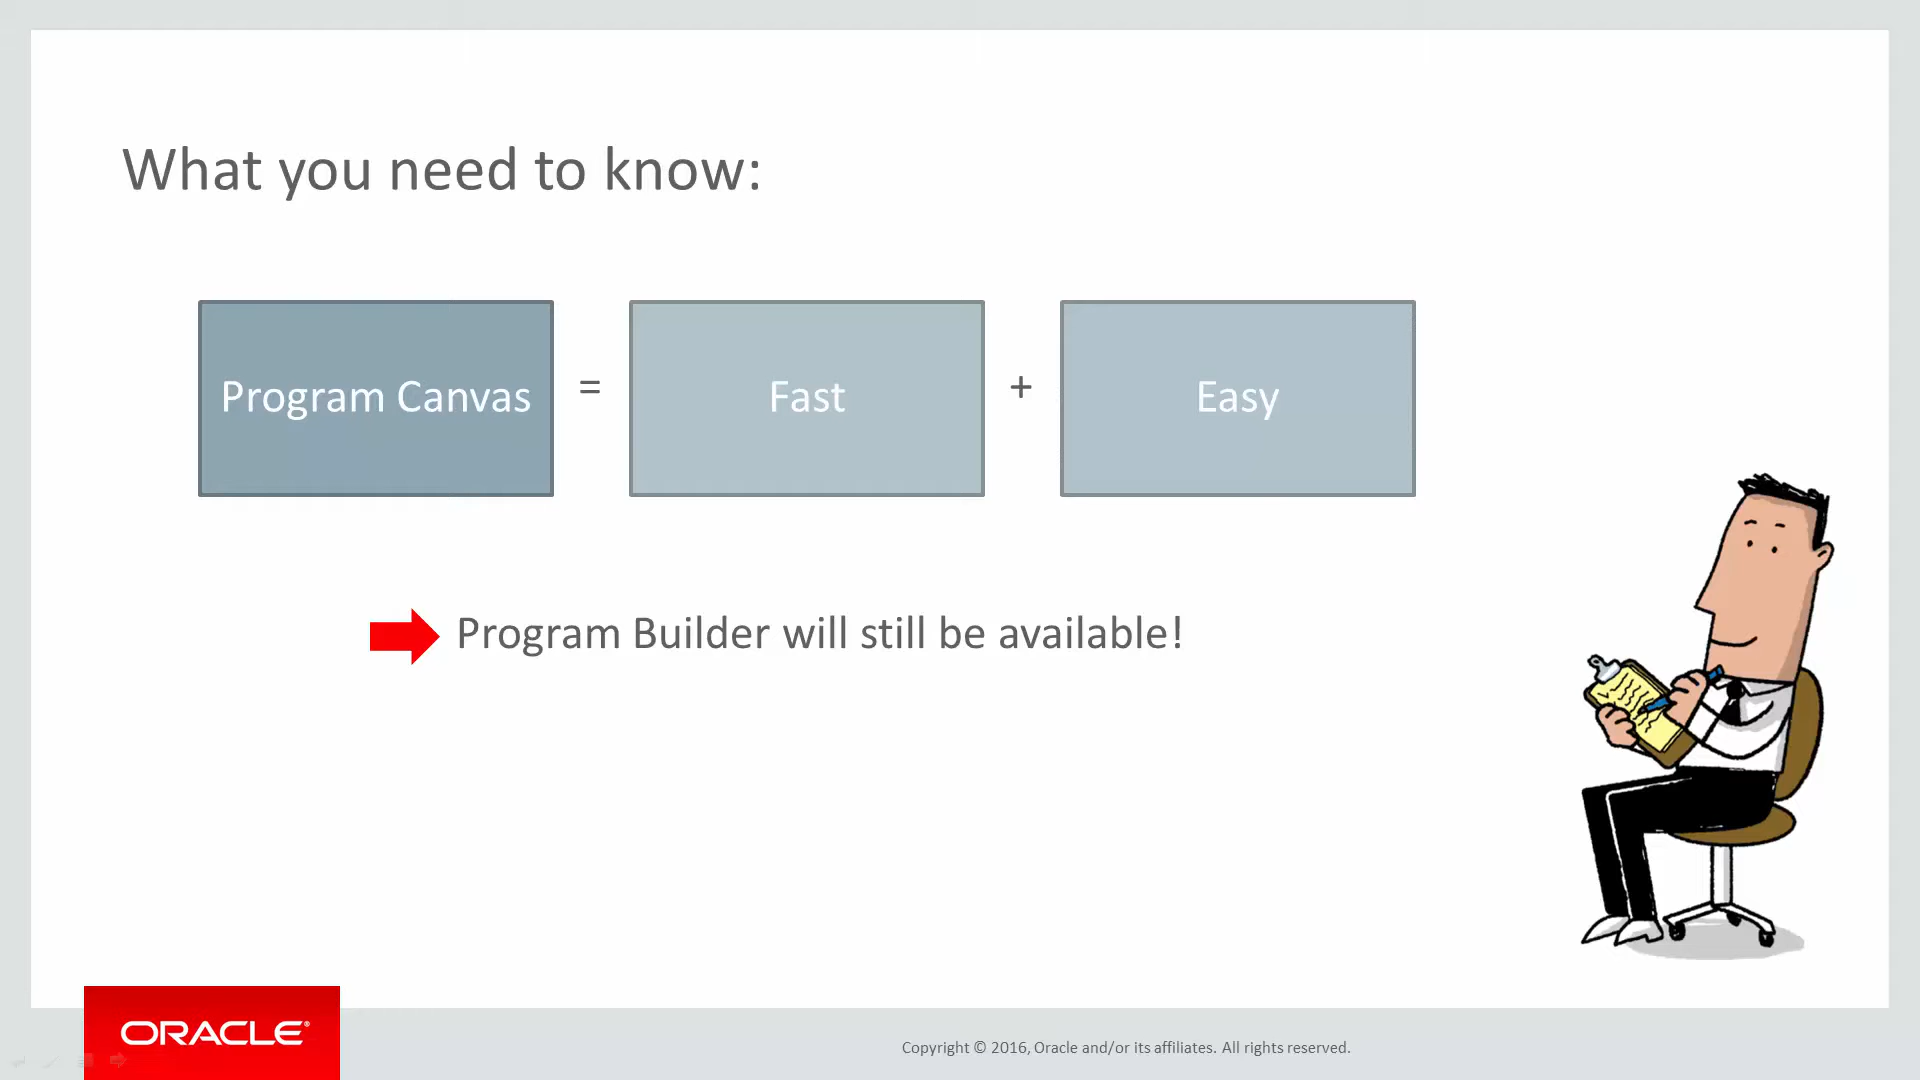 What you need to know:
Program Canvas = Fast + Easy
Program Builder will still be available!
ORACLE®
Copyright © 2016, Oracle and/or its affiliates. All rights reserved.